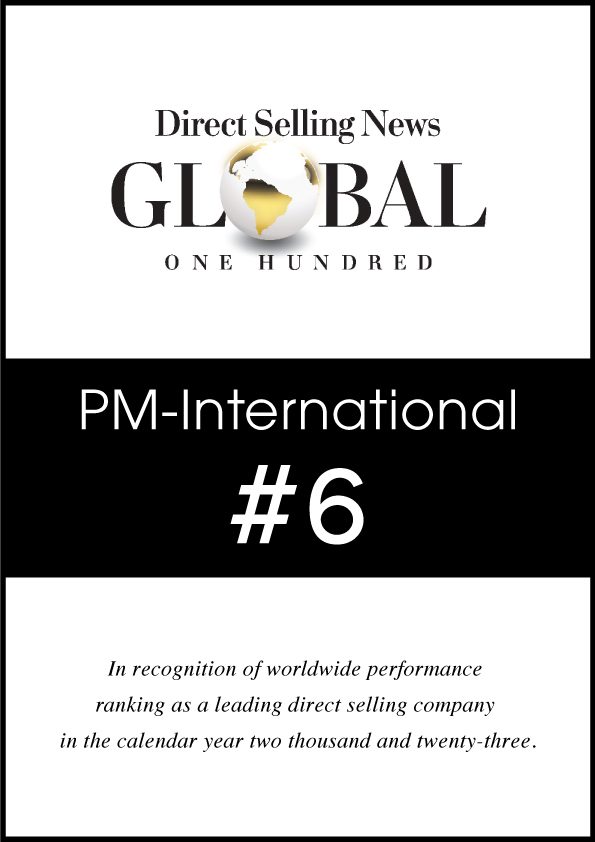 Direct Selling News
GLOBAL
ONE HUNDRED
PM-International
#6
In recognition of worldwide performance
ranking as a leading direct selling company
in the calendar year two thousand and twenty-three.